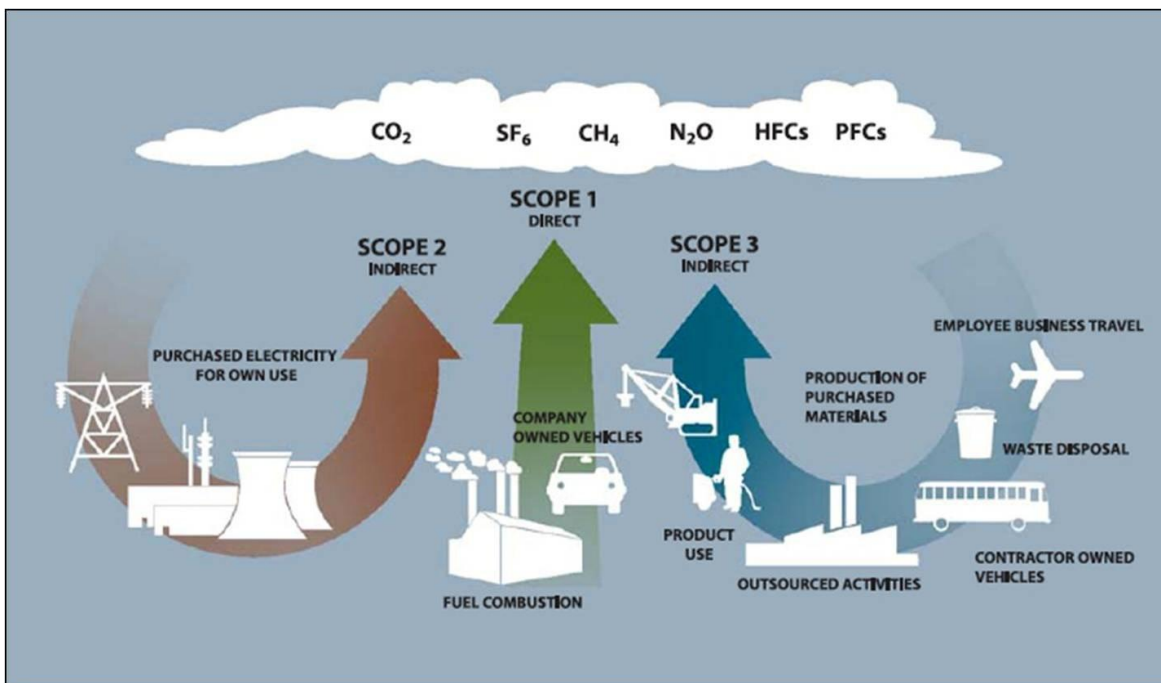 CO₂ SF₆ CH₄ N₂O HFCs PFCs
SCOPE 1
DIRECT
SCOPE 2
INDIRECT
SCOPE 3
INDIRECT
PURCHASED ELECTRICITY
FOR OWN USE
COMPANY
OWNED VEHICLES
FUEL COMBUSTION
EMPLOYEE BUSINESS TRAVEL
PRODUCTION OF
PURCHASED
MATERIALS
WASTE DISPOSAL
PRODUCT
USE
OUTSOURCED ACTIVITIES
CONTRACTOR OWNED
VEHICLES